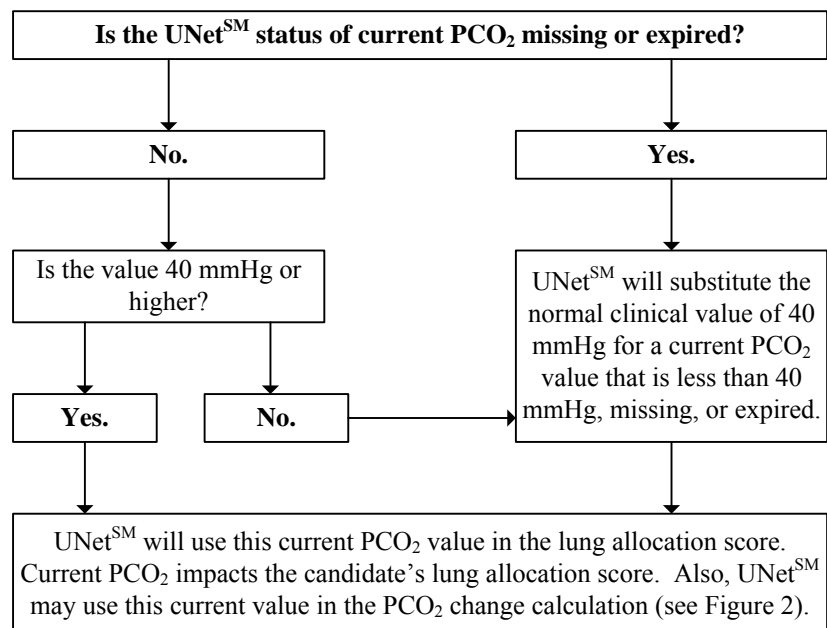 Is the UNet^SM status of current PCO₂ missing or expired?
No.
Yes.
Is the value 40 mmHg or
higher?
UNet^SM will substitute the
normal clinical value of 40
mmHg for a current PCO₂
value that is less than 40
mmHg, missing, or expired.
Yes.
No.
UNet^SM will use this current PCO₂ value in the lung allocation score.
Current PCO₂ impacts the candidate’s lung allocation score.  Also, UNet^SM
may use this current value in the PCO₂ change calculation (see Figure 2).